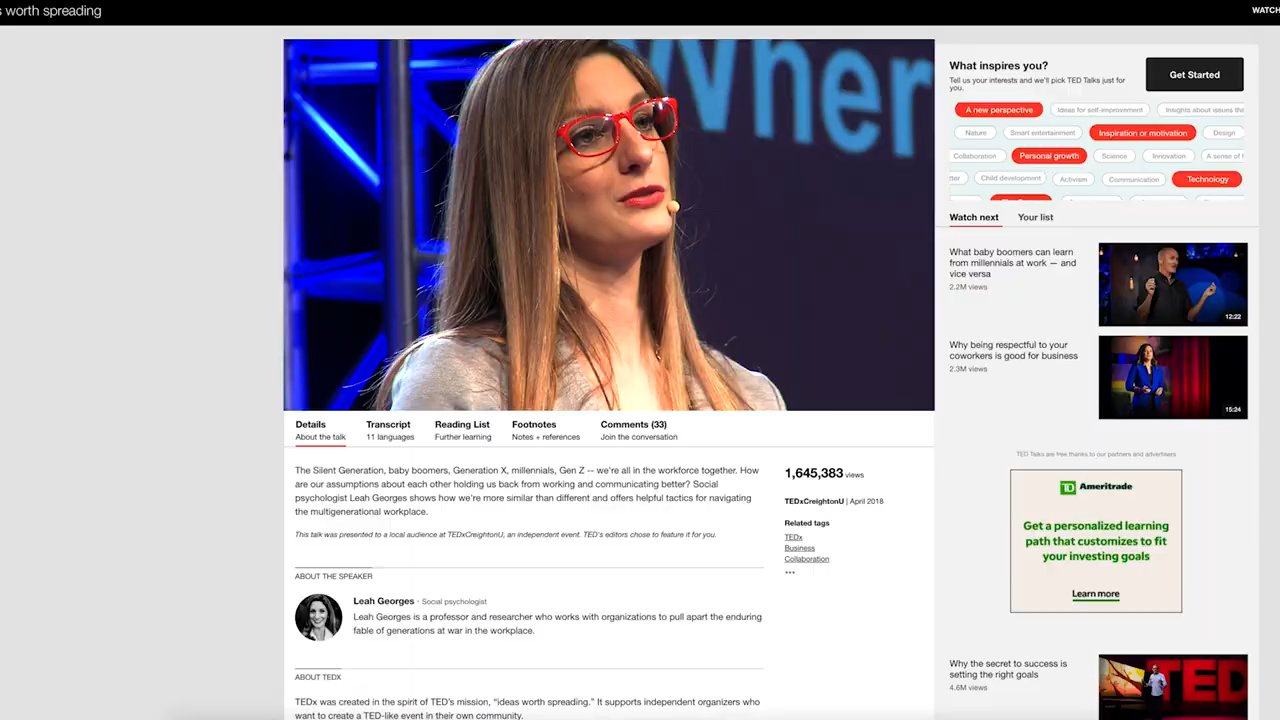 s worth spreading
WATCH
Wher
What inspires you?
Tell us your interests and we'll pick TED Talks just for
you.
Get Started
A new perspective
Ideas for self-improvement
Insights about issues tha
Nature
Smart entertainment
Inspiration or motivation
Design
Collaboration
Personal growth
Science
Innovation
A sense of
tter
Child development
Activism
Communication
Technology
Watch next
Your list
What baby boomers can learn
from millennials at work — and
vice versa
2.2M views
12:22
Why being respectful to your
coworkers is good for business
2.3M views
15:24
Details
About the talk
Transcript
11 languages
Reading List
Further learning
Footnotes
Notes + references
Comments (33)
Join the conversation
The Silent Generation, baby boomers, Generation X, millennials, Gen Z -- we're all in the workforce together. How
are our assumptions about each other holding us back from working and communicating better? Social
psychologist Leah Georges shows how we're more similar than different and offers helpful tactics for navigating
the multigenerational workplace.
This talk was presented to a local audience at TEDxCreightonU, an independent event. TED's editors chose to feature it for you.
1,645,383 views
TEDxCreightonU | April 2018
Related tags
TEDx
Business
Collaboration
•••
TED Talks are free thanks to our partners and advertisers
TD Ameritrade
Get a personalized learning
path that customizes to fit
your investing goals
Learn more
ABOUT THE SPEAKER
Leah Georges · Social psychologist
Leah Georges is a professor and researcher who works with organizations to pull apart the enduring
fable of generations at war in the workplace.
ABOUT TEDX
TEDx was created in the spirit of TED's mission, “ideas worth spreading.” It supports independent organizers who
want to create a TED-like event in their own community.
Why the secret to success is
setting the right goals
4.6M views
TED